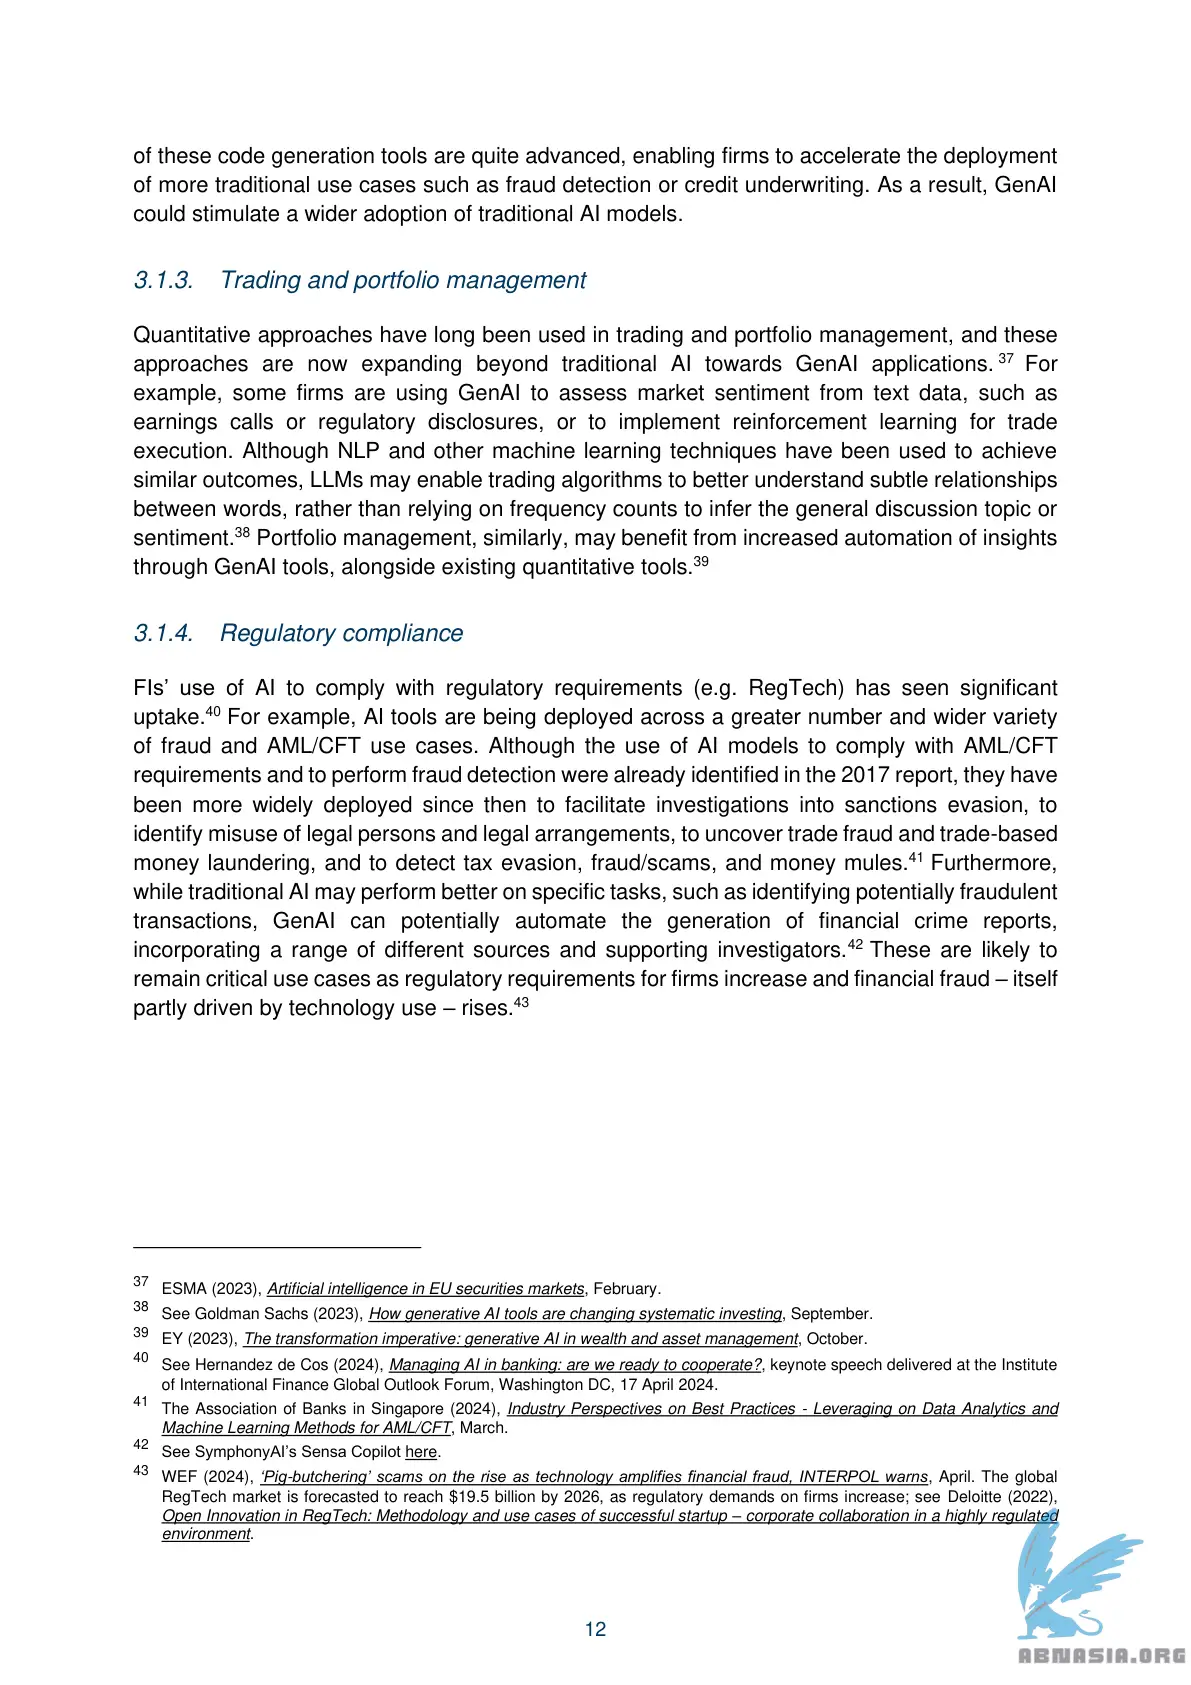 of these code generation tools are quite advanced, enabling firms to accelerate the deployment
of more traditional use cases such as fraud detection or credit underwriting. As a result, GenAI
could stimulate a wider adoption of traditional AI models.
3.1.3. Trading and portfolio management
Quantitative approaches have long been used in trading and portfolio management, and these
approaches are now expanding beyond traditional AI towards GenAI applications. 37 For
example, some firms are using GenAI to assess market sentiment from text data, such as
earnings calls or regulatory disclosures, or to implement reinforcement learning for trade
execution. Although NLP and other machine learning techniques have been used to achieve
similar outcomes, LLMs may enable trading algorithms to better understand subtle relationships
between words, rather than relying on frequency counts to infer the general discussion topic or
sentiment.38 Portfolio management, similarly, may benefit from increased automation of insights
through GenAI tools, alongside existing quantitative tools.39
3.1.4. Regulatory compliance
FIs’ use of AI to comply with regulatory requirements (e.g. RegTech) has seen significant
uptake.40 For example, AI tools are being deployed across a greater number and wider variety
of fraud and AML/CFT use cases. Although the use of AI models to comply with AML/CFT
requirements and to perform fraud detection were already identified in the 2017 report, they have
been more widely deployed since then to facilitate investigations into sanctions evasion, to
identify misuse of legal persons and legal arrangements, to uncover trade fraud and trade-based
money laundering, and to detect tax evasion, fraud/scams, and money mules.41 Furthermore,
while traditional AI may perform better on specific tasks, such as identifying potentially fraudulent
transactions, GenAI can potentially automate the generation of financial crime reports,
incorporating a range of different sources and supporting investigators.42 These are likely to
remain critical use cases as regulatory requirements for firms increase and financial fraud – itself
partly driven by technology use – rises.43
37 ESMA (2023), Artificial intelligence in EU securities markets, February.
38 See Goldman Sachs (2023), How generative AI tools are changing systematic investing, September.
39 EY (2023), The transformation imperative: generative AI in wealth and asset management, October.
40 See Hernandez de Cos (2024), Managing AI in banking: are we ready to cooperate?, keynote speech delivered at the Institute
of International Finance Global Outlook Forum, Washington DC, 17 April 2024.
41 The Association of Banks in Singapore (2024), Industry Perspectives on Best Practices - Leveraging on Data Analytics and
Machine Learning Methods for AML/CFT, March.
42 See SymphonyAI’s Sensa Copilot here.
43 WEF (2024), ‘Pig-butchering’ scams on the rise as technology amplifies financial fraud, INTERPOL warns, April. The global
RegTech market is forecasted to reach $19.5 billion by 2026, as regulatory demands on firms increase; see Deloitte (2022),
Open Innovation in RegTech: Methodology and use cases of successful startup – corporate collaboration in a highly regulated
environment.
12
ABNASIA.ORG